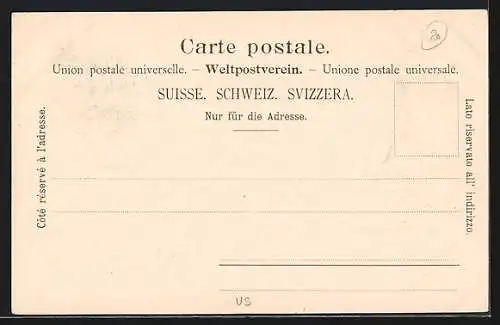 Carte postale.
Union postale universelle. – Weltpostverein. – Unione postale universale.
SUISSE. SCHWEIZ. SVIZZERA.
Nur für die Adresse.
Côté réservé à l'adresse.
Lato riservato all' indirizzo.
US